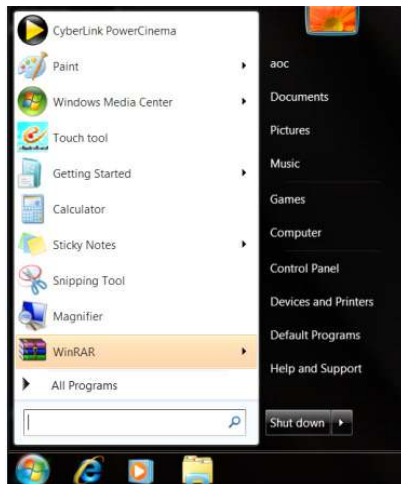 CyberLink PowerCinema
Paint
Windows Media Center
Touch tool
Getting Started
Calculator
Sticky Notes
Snipping Tool
Magnifier
WinRAR
All Programs
aoc
Documents
Pictures
Music
Games
Computer
Control Panel
Devices and Printers
Default Programs
Help and Support
Shut down